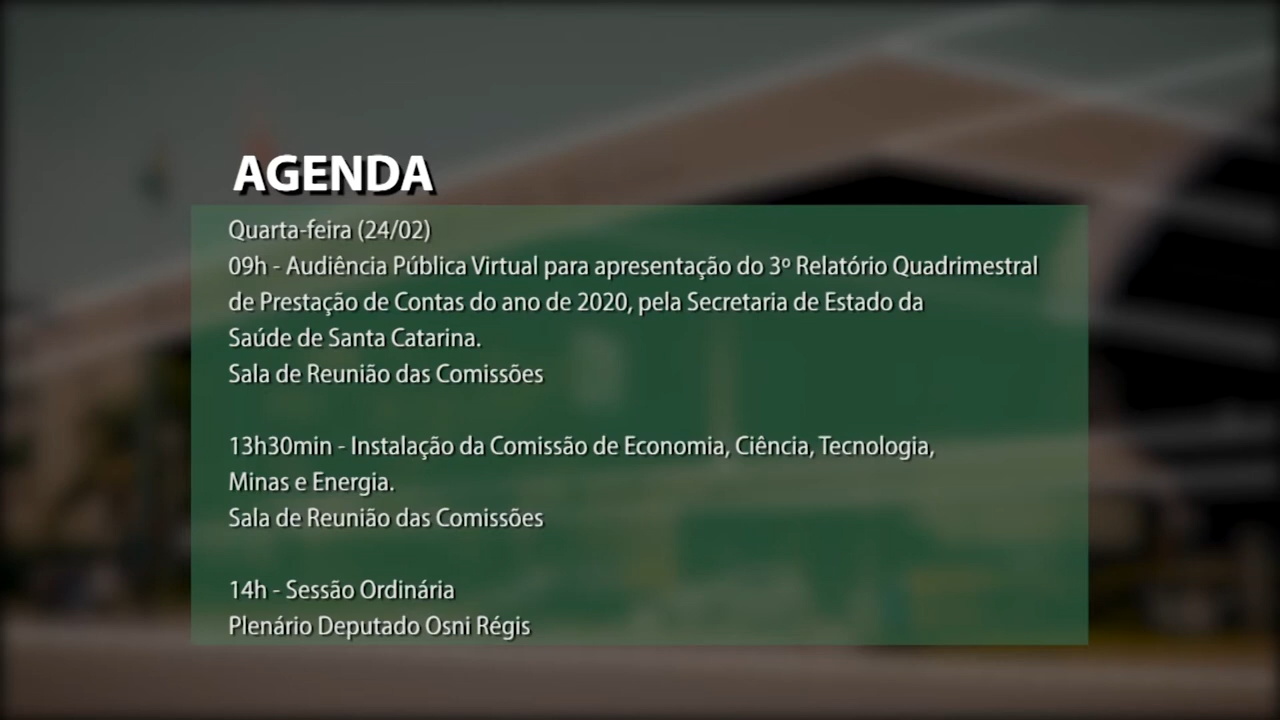 AGENDA
Quarta-feira (24/02)
09h - Audiência Pública Virtual para apresentação do 3º Relatório Quadrimestral
de Prestação de Contas do ano de 2020, pela Secretaria de Estado da
Saúde de Santa Catarina.
Sala de Reunião das Comissões
13h30min - Instalação da Comissão de Economia, Ciência, Tecnologia,
Minas e Energia.
Sala de Reunião das Comissões
14h - Sessão Ordinária
Plenário Deputado Osni Régis